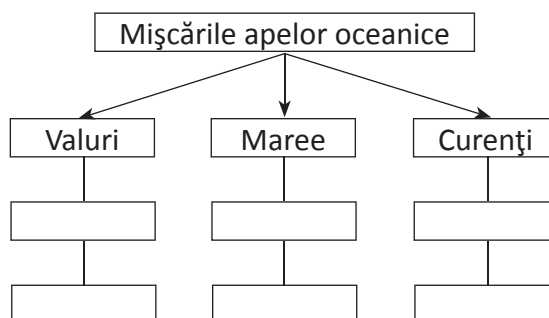 Mişcările apelor oceanice
Valuri
Maree
Curenţi